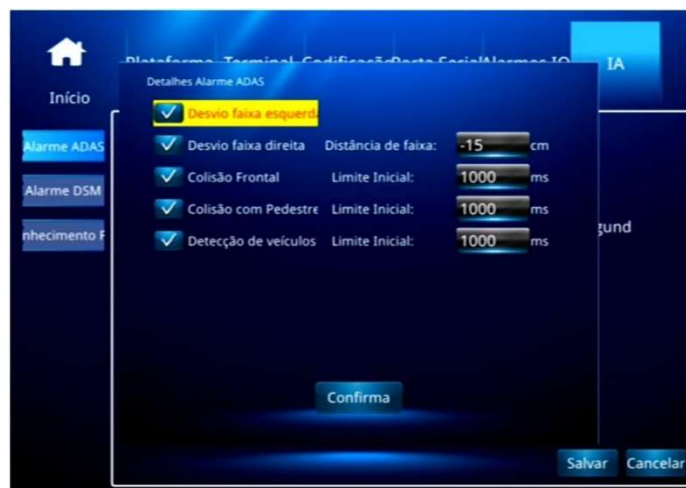 Início
IA
Detalhes Alarme ADAS
Desvio faixa esquerda
Desvio faixa direita Distância de faixa: -15 cm
Colisão Frontal Limite Inicial: 1000 ms
Colisão com Pedestre Limite Inicial: 1000 ms
Detecção de veículos Limite Inicial: 1000 ms
Alarme ADAS
Alarme DSM
nhecimento F
gund
Confirma
Salvar Cancelar